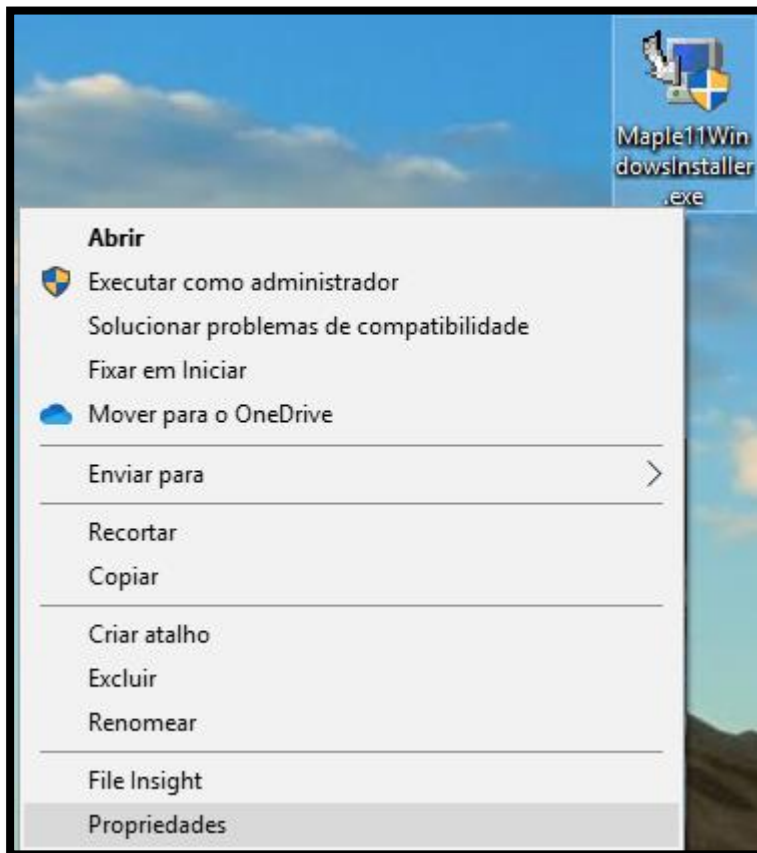 Maple11Win
dowsInstaller
.exe
Abrir
Executar como administrador
Solucionar problemas de compatibilidade
Fixar em Iniciar
Mover para o OneDrive
Enviar para
Recortar
Copiar
Criar atalho
Excluir
Renomear
File Insight
Propriedades